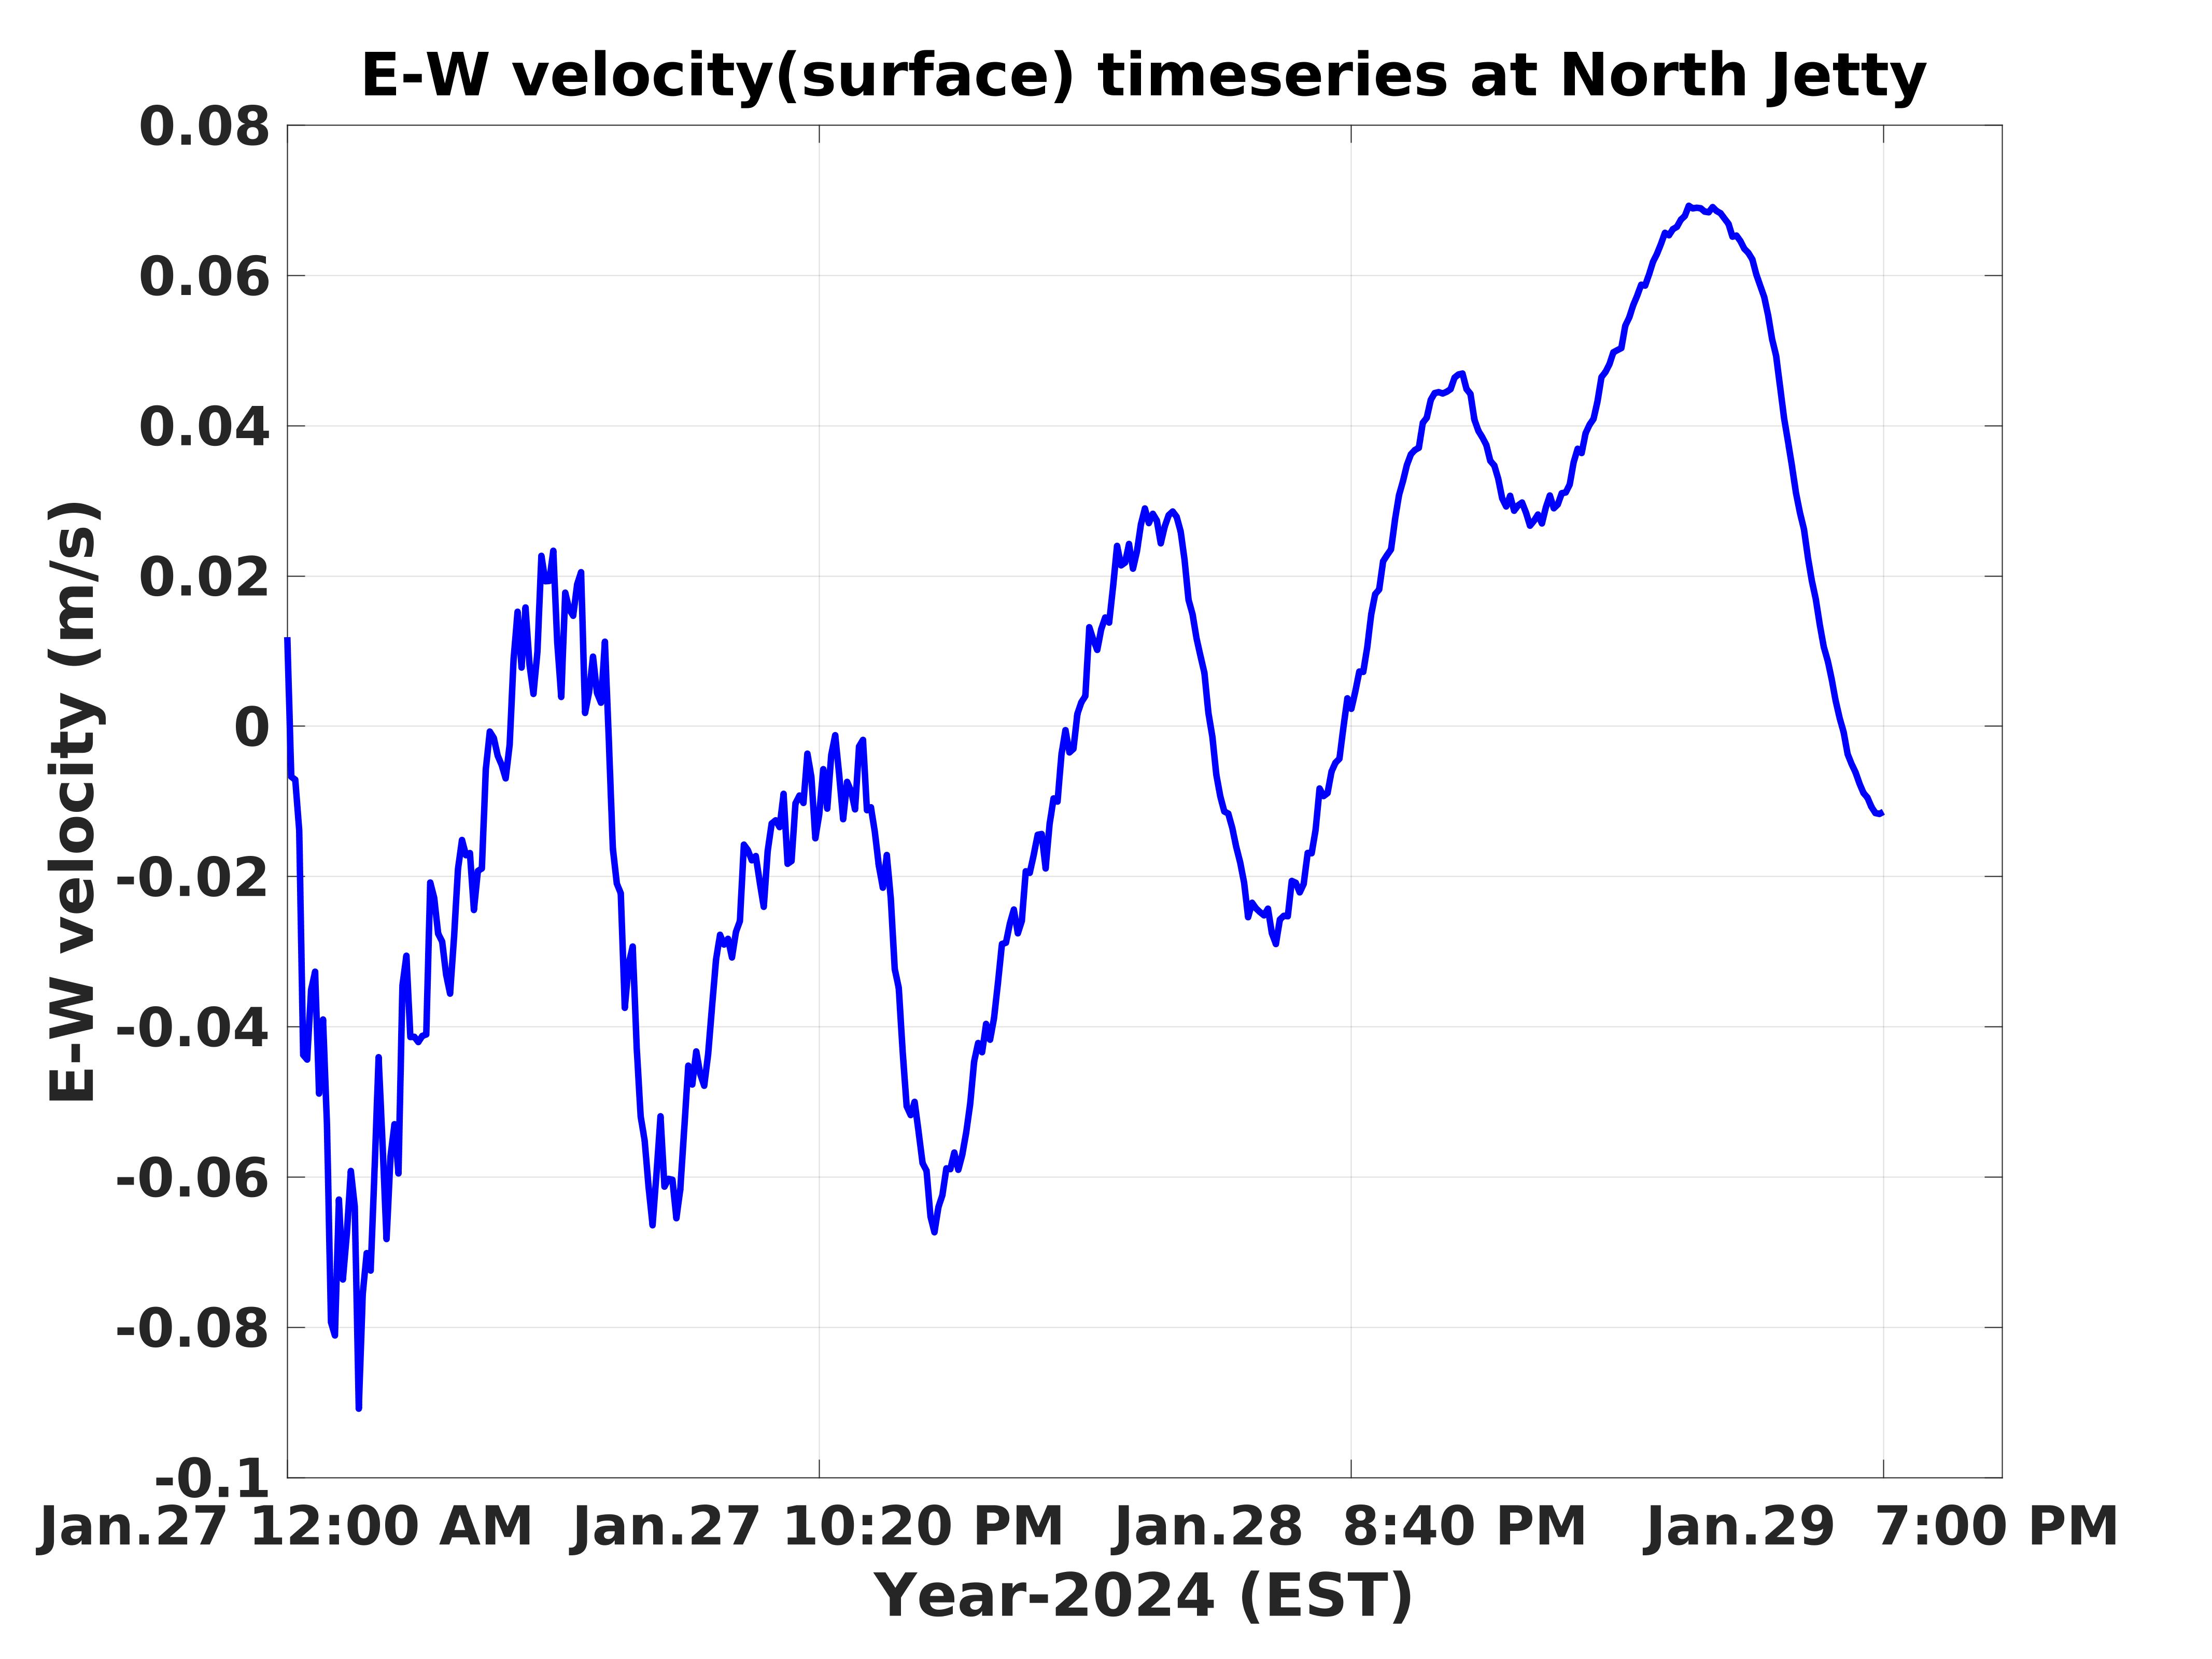 E-W velocity(surface) timeseries at North Jetty
0.08
0.06
0.04
0.02
0
-0.02
-0.04
-0.06
-0.08
-0.1
E-W velocity (m/s)
Jan.27 12:00 AM Jan.27 10:20 PM Jan.28 8:40 PM Jan.29 7:00 PM
Year-2024 (EST)